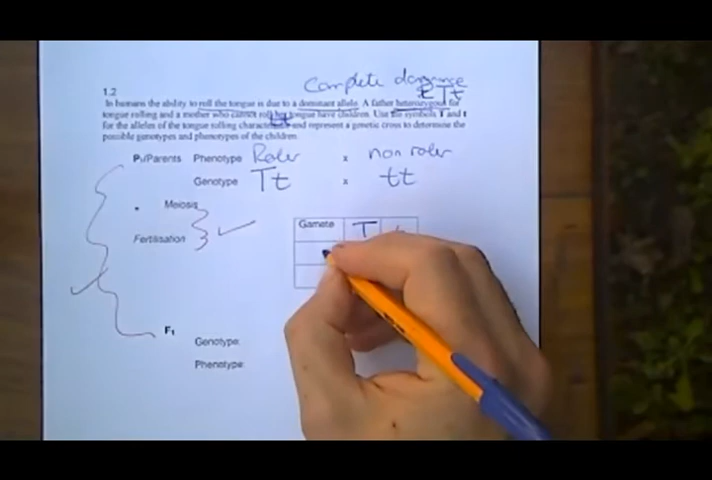 Complete dominance
1.2
t Tt
In humans the ability to roll the tongue is due to a dominant allele. A father heterozygous for
tongue rolling and a mother who cannot roll her tongue have children. Use the symbols T and t
for the alleles of the tongue rolling characteristic and represent a genetic cross to determine the
possible genotypes and phenotypes of the children.
P₁/Parents Phenotype Roler x non roler
Genotype Tt x tt
Meiosis
Fertilisation
Gamete T
F₁
Genotype:
Phenotype: